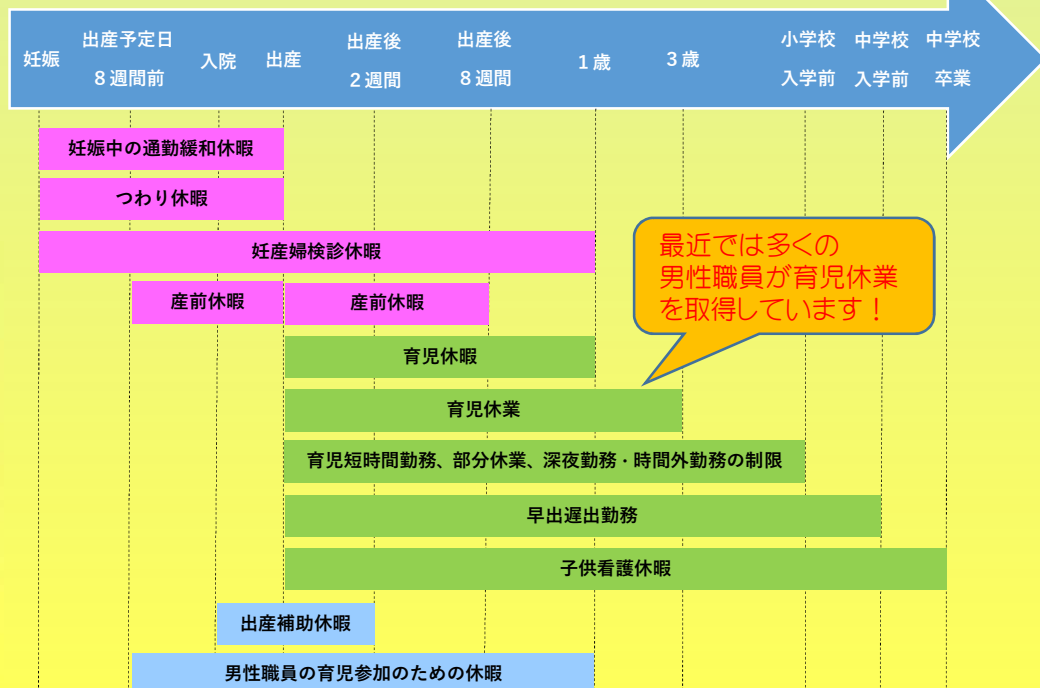 妊娠
出産予定日
8週間前
入院
出産
出産後
2週間
出産後
8週間
1歳
3歳
小学校
入学前
中学校
入学前
中学校
卒業
妊娠中の通勤緩和休暇
つわり休暇
妊産婦検診休暇
産前休暇
産前休暇
最近では多くの
男性職員が育児休業
を取得しています！
育児休暇
育児休業
育児短時間勤務、部分休業、深夜勤務・時間外勤務の制限
早出遅出勤務
子供看護休暇
出産補助休暇
男性職員の育児参加のための休暇